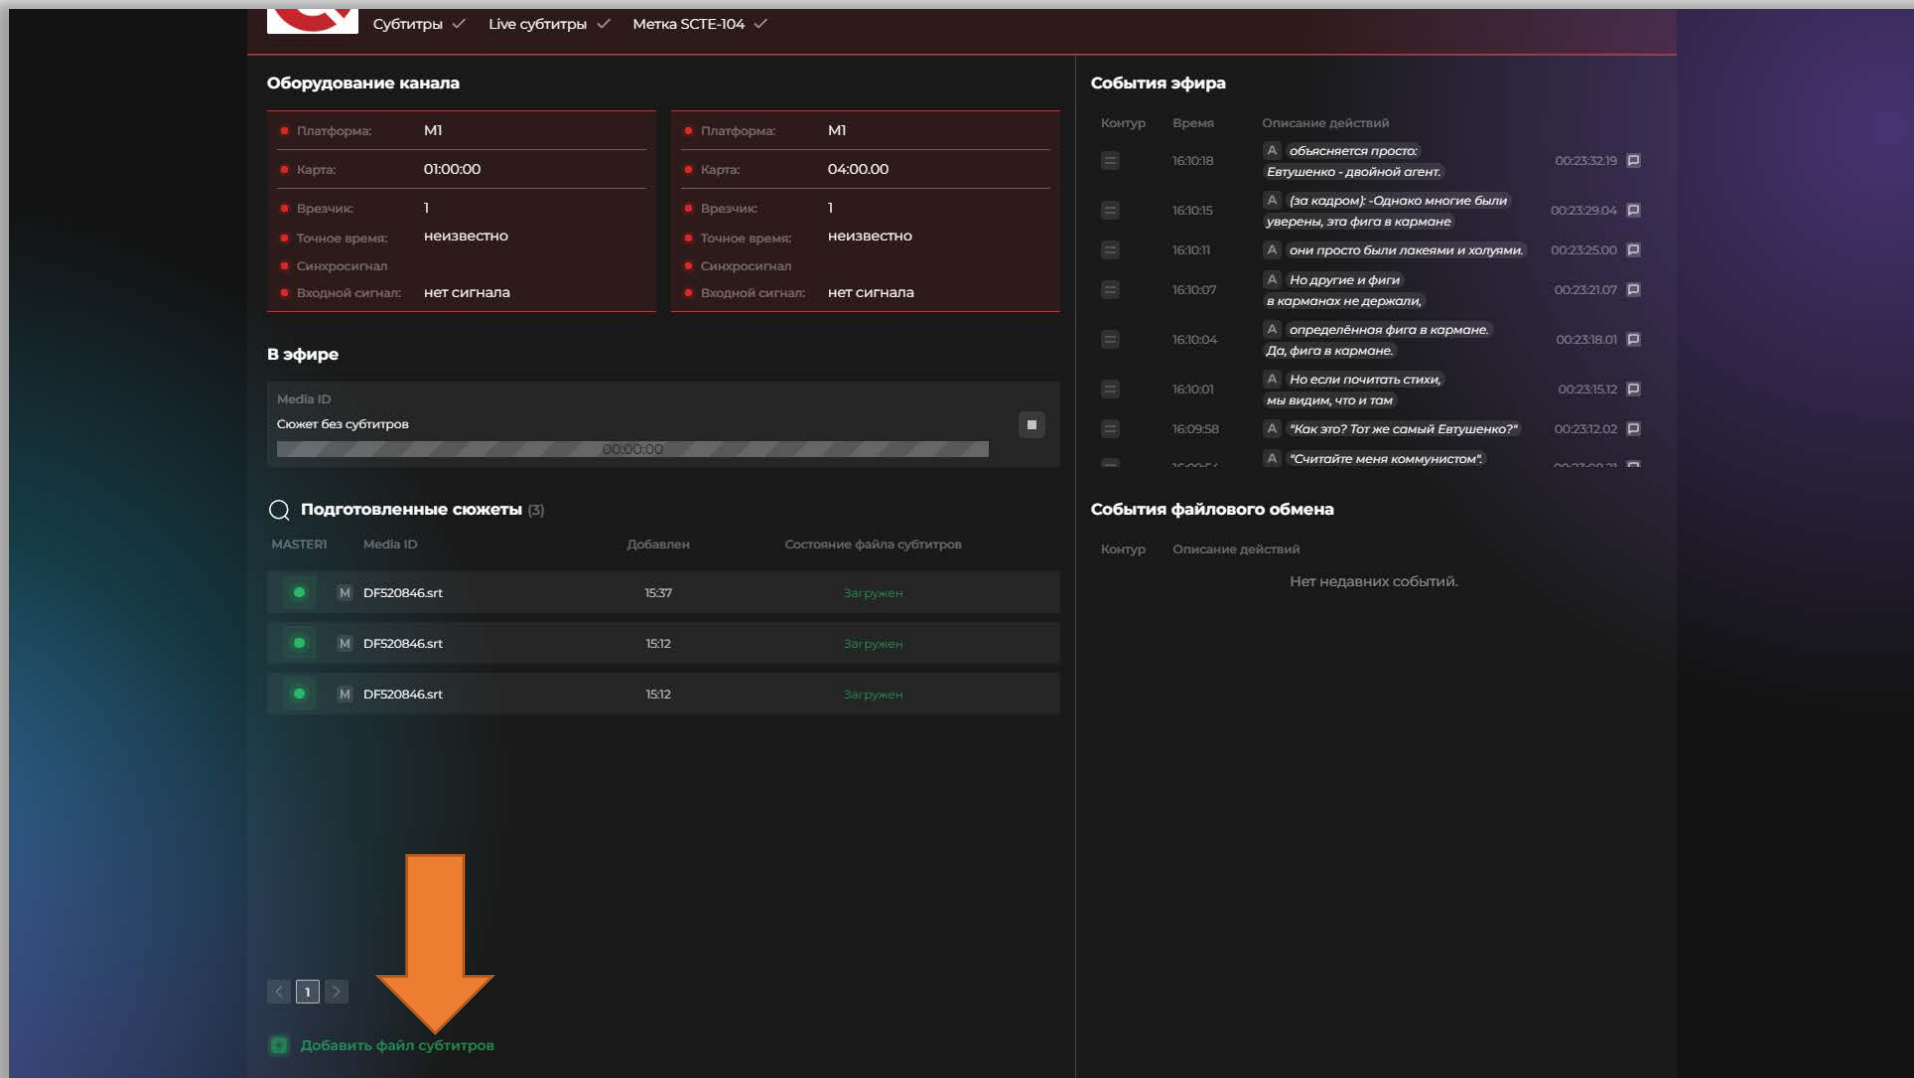 Субтитры Live субтитры Метка SCTE-104
Оборудование канала
Платформа: М1
Карта: 01:00:00
Врезчик: 1
Точное время: неизвестно
Синхросигнал
Входной сигнал: нет сигнала
Платформа: М1
Карта: 04:00.00
Врезчик: 1
Точное время: неизвестно
Синхросигнал
Входной сигнал: нет сигнала
В эфире
Media ID
Сюжет без субтитров
00:00:00
Подготовленные сюжеты (3)
MASTER1 Media ID Добавлен Состояние файла субтитров
M DF520846.srt 15:37 Загружен
M DF520846.srt 15:12 Загружен
M DF520846.srt 15:12 Загружен
1
Добавить файл субтитров
События эфира
Контур Время Описание действий
16:10:18 A объясняется просто: 00:23:32.19
Евтушенко - двойной агент.
16:10:15 A (за кадром): -Однако многие были 00:23:29.04
уверены, эта фига в кармане
16:10:11 A они просто были лакеями и холуями. 00:23:25.00
16:10:07 A Но другие и фиги 00:23:21.07
в карманах не держали,
16:10:04 A определённая фига в кармане. 00:23:18.01
Да, фига в кармане.
16:10:01 A Но если почитать стихи, 00:23:15.12
мы видим, что и там
16:09:58 A "Как это? Тот же самый Евтушенко?" 00:23:12.02
A "Считайте меня коммунистом".
События файлового обмена
Контур Описание действий
Нет недавних событий.